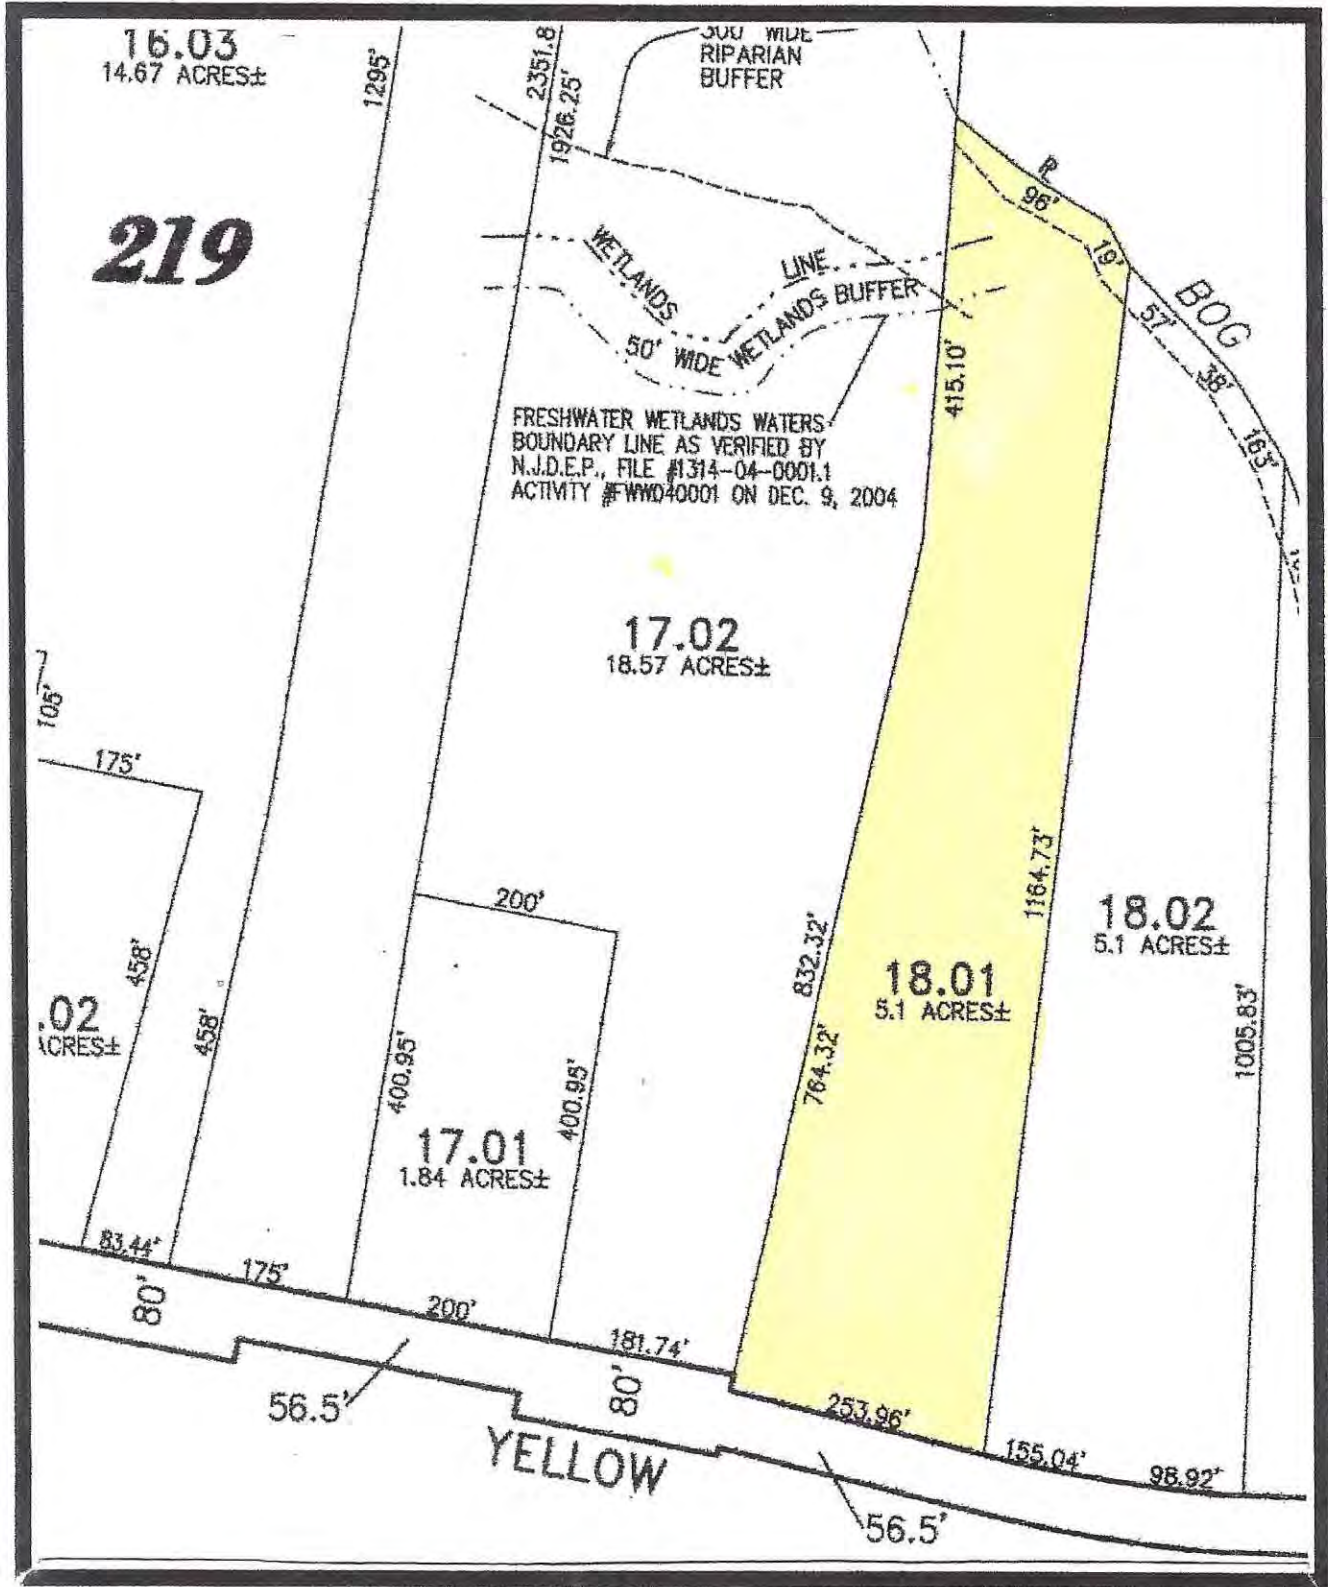 16.03
14.67 ACRES±
1295'
2351.8
1926.25'
300' WIDE
RIPARIAN
BUFFER
219
R.
96'
19'
BOG
57'
38'
163'
WETLANDS
LINE
50' WIDE WETLANDS BUFFER
415.10'
FRESHWATER WETLANDS WATERS
BOUNDARY LINE AS VERIFIED BY
N.J.D.E.P., FILE #1314-04-0001.1
ACTIVITY #FWW040001 ON DEC. 9, 2004
17.02
18.57 ACRES±
105'
175'
200'
458'
458'
.02
ACRES±
400.95'
400.95'
17.01
1.84 ACRES±
832.32'
764.32'
18.01
5.1 ACRES±
1164.73'
18.02
5.1 ACRES±
1005.83'
83.44'
80'
175'
200'
181.74'
80'
253.96'
155.04'
98.92'
56.5'
YELLOW
56.5'